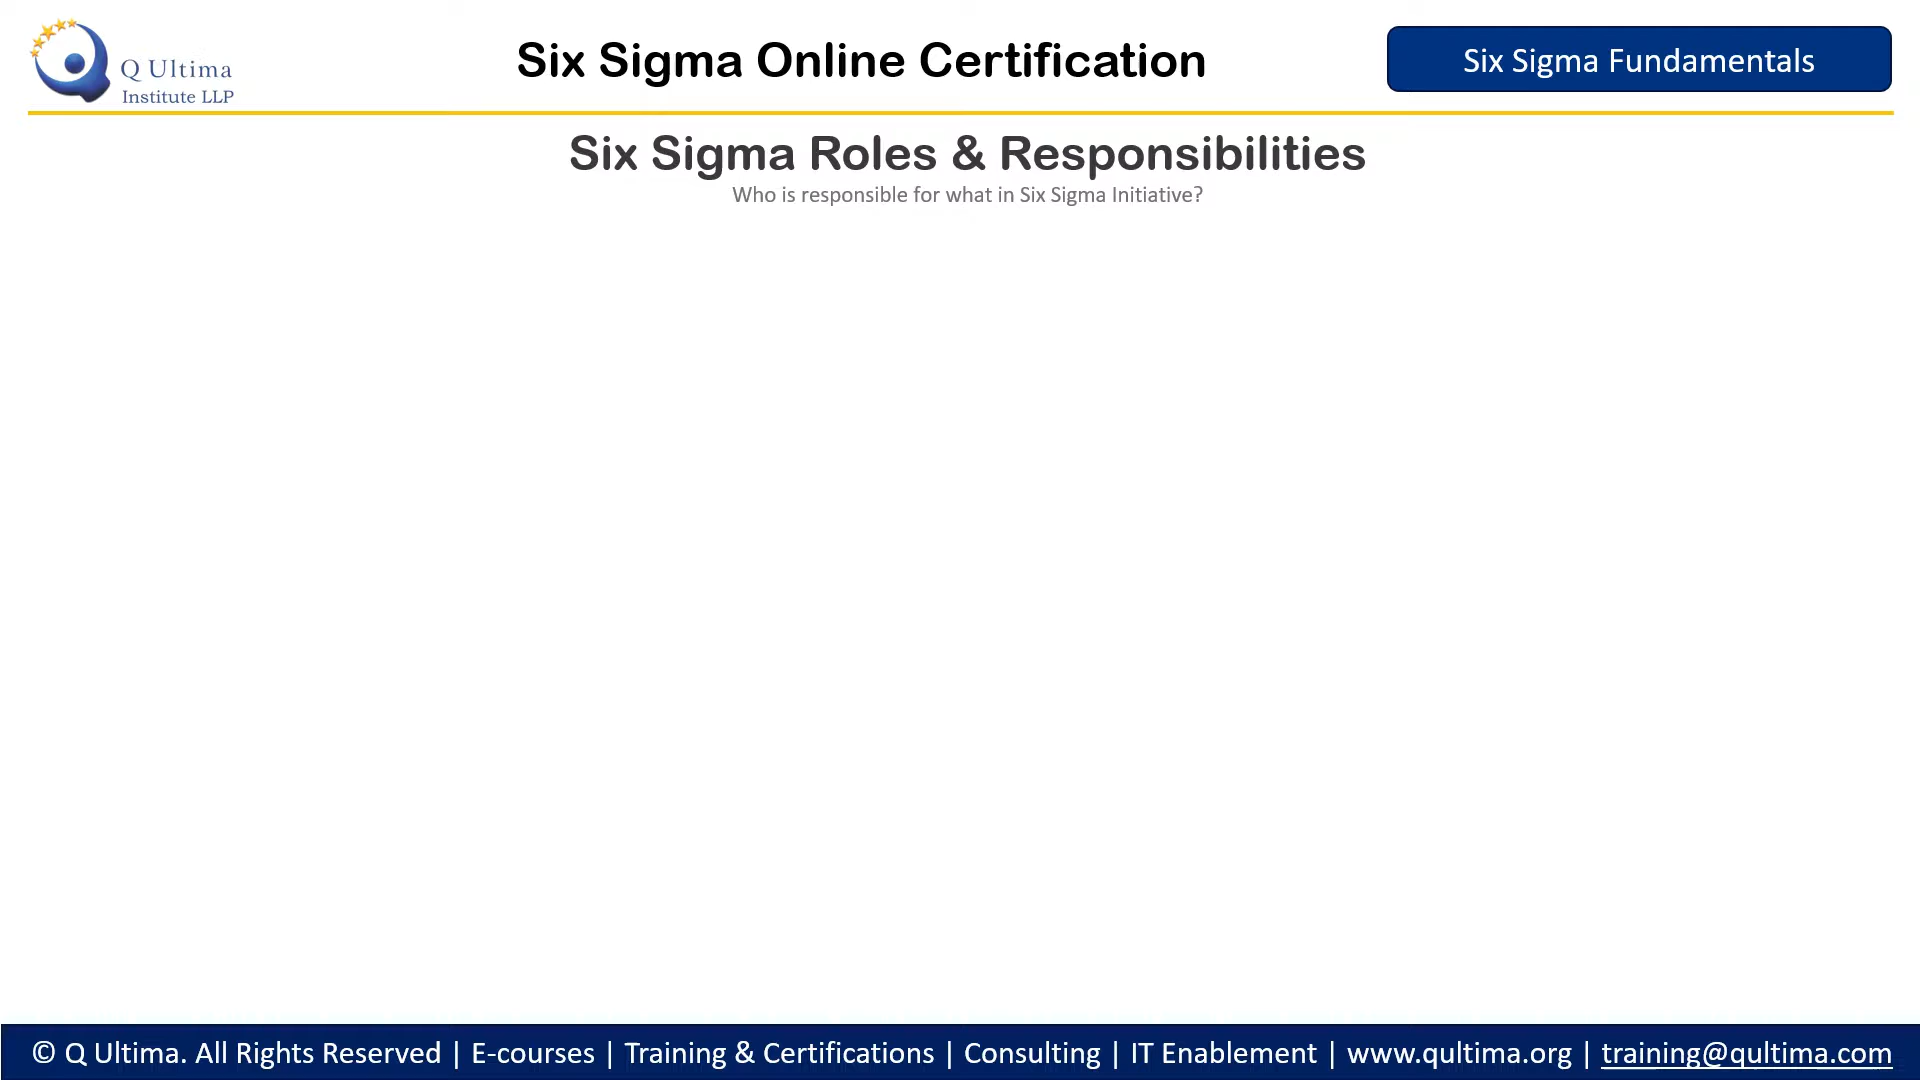 Q Ultima
Institute LLP
Six Sigma Online Certification
Six Sigma Fundamentals
Six Sigma Roles & Responsibilities
Who is responsible for what in Six Sigma Initiative?
© Q Ultima. All Rights Reserved | E-courses | Training & Certifications | Consulting | IT Enablement | www.qultima.org | training@qultima.com